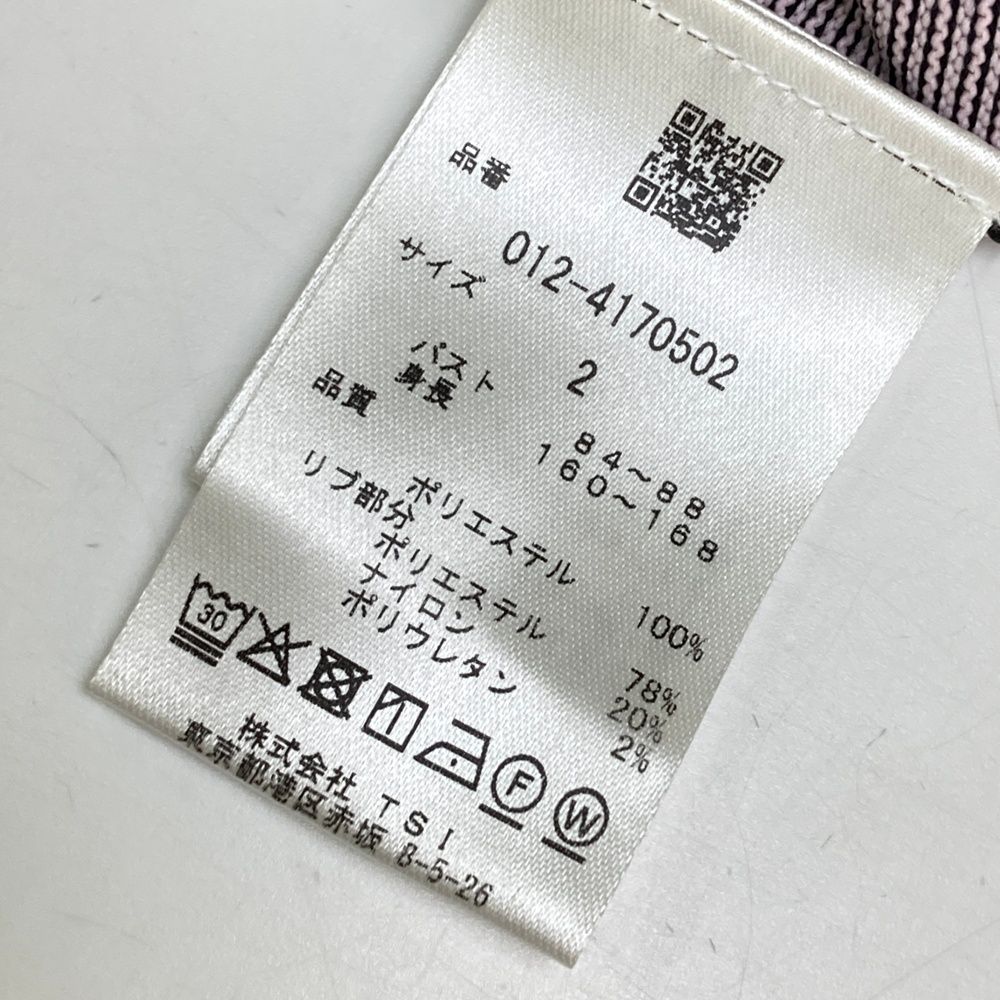 品番
012-4170502
サイズ
2
バスト 84～88
身長 160～168
品質
ポリエステル 100%
リブ部分
ポリエステル 78%
ナイロン 20%
ポリウレタン 2%
30
F W
株式会社 TSI
東京都港区赤坂 8-5-26